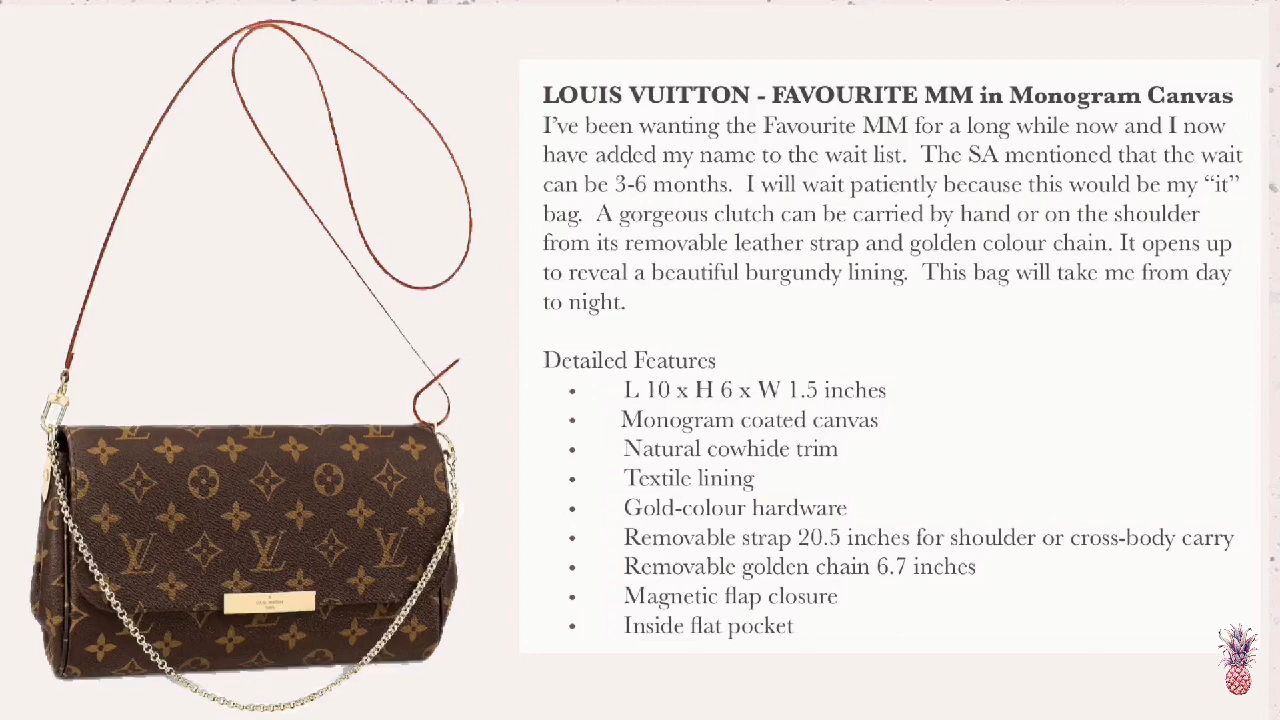 LOUIS VUITTON - FAVOURITE MM in Monogram Canvas
I've been wanting the Favourite MM for a long while now and I now
have added my name to the wait list.  The SA mentioned that the wait
can be 3-6 months.  I will wait patiently because this would be my “it”
bag.  A gorgeous clutch can be carried by hand or on the shoulder
from its removable leather strap and golden colour chain. It opens up
to reveal a beautiful burgundy lining.  This bag will take me from day
to night.
Detailed Features
• L 10 x H 6 x W 1.5 inches
• Monogram coated canvas
• Natural cowhide trim
• Textile lining
• Gold-colour hardware
• Removable strap 20.5 inches for shoulder or cross-body carry
• Removable golden chain 6.7 inches
• Magnetic flap closure
• Inside flat pocket